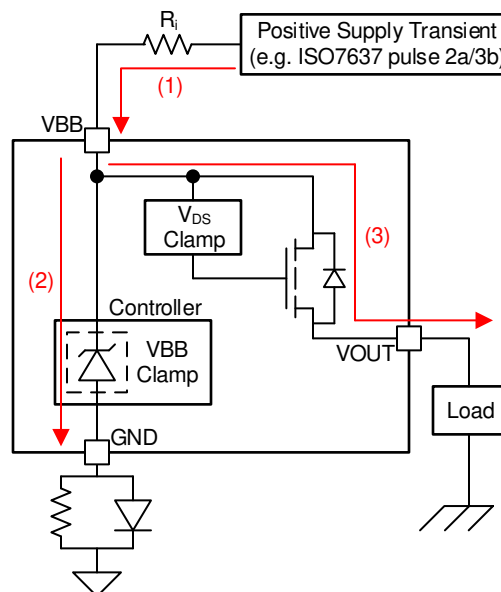 Ri
Positive Supply Transient
(e.g. ISO7637 pulse 2a/3b)
(1)
VBB
VDS
Clamp
(3)
(2)
Controller
VBB
Clamp
VOUT
Load
GND